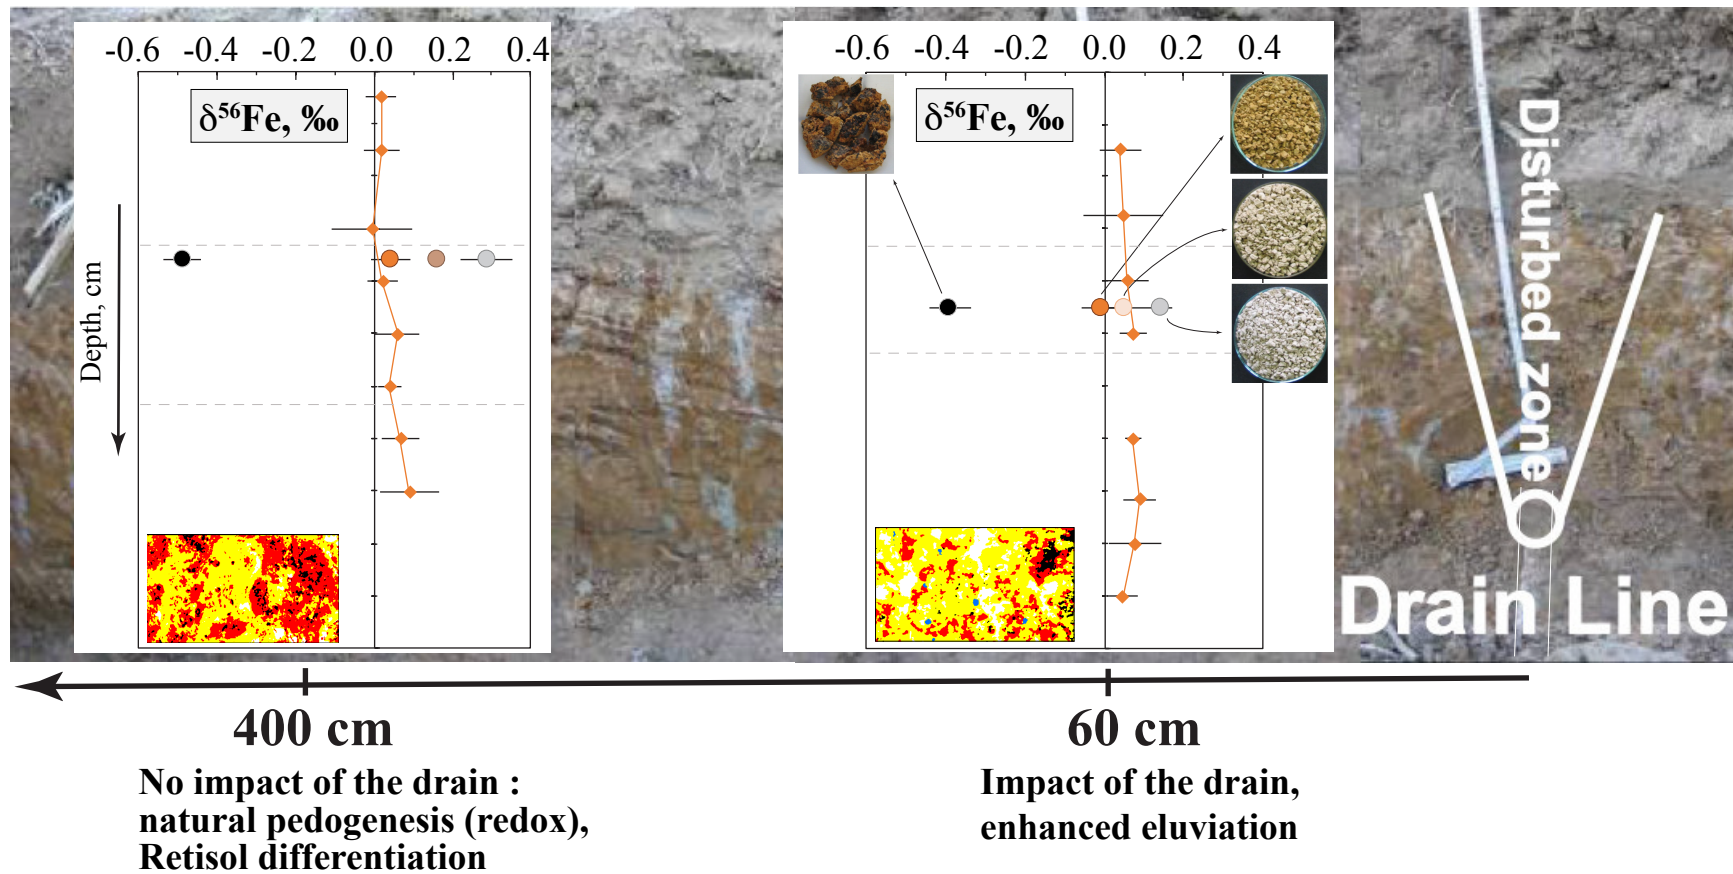 -0.6 -0.4 -0.2 0.0 0.2 0.4
δ⁵⁶Fe, ‰
Depth, cm
-0.6 -0.4 -0.2 0.0 0.2 0.4
δ⁵⁶Fe, ‰
Disturbed zone
Drain Line
400 cm
60 cm
No impact of the drain :
natural pedogenesis (redox),
Retisol differentiation
Impact of the drain,
enhanced eluviation